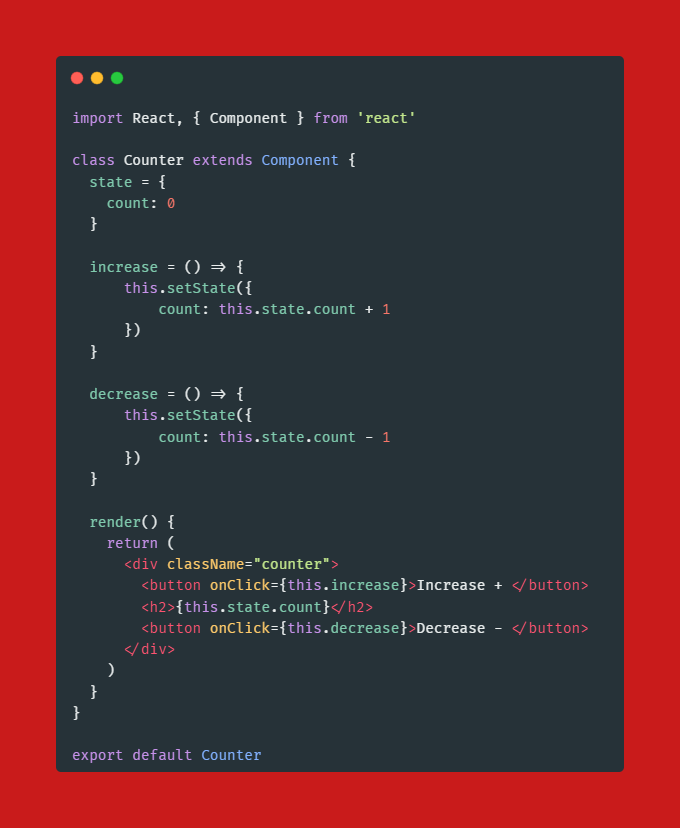 import React, { Component } from 'react'
class Counter extends Component {
  state = {
    count: 0
  }
  increase = () => {
      this.setState({
          count: this.state.count + 1
      })
  }
  decrease = () => {
      this.setState({
          count: this.state.count - 1
      })
  }
  render() {
    return (
      <div className="counter">
        <button onClick={this.increase}>Increase + </button>
        <h2>{this.state.count}</h2>
        <button onClick={this.decrease}>Decrease - </button>
      </div>
    )
  }
}
export default Counter